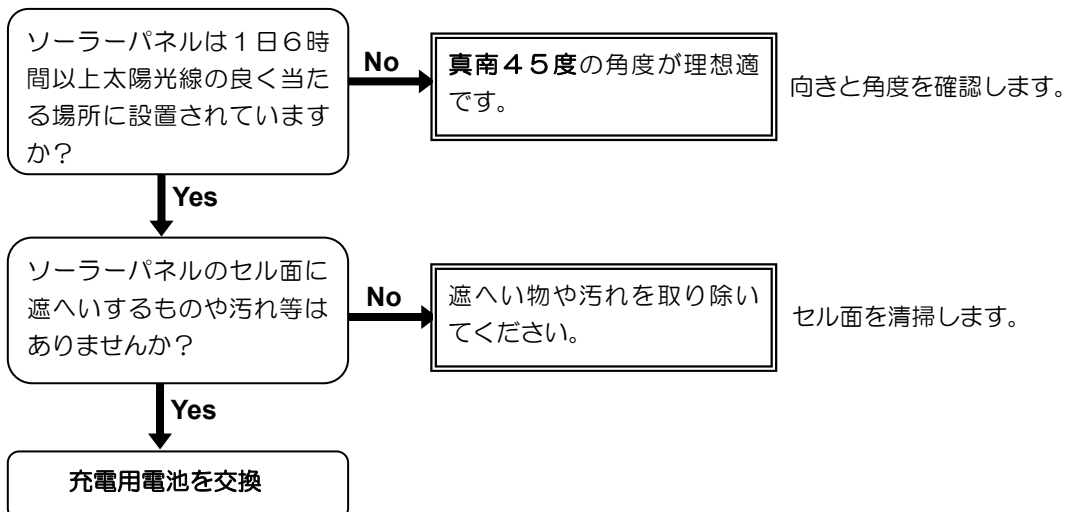 ソーラーパネルは１日６時
間以上太陽光線の良く当た
る場所に設置されています
か？
No
真南４５度の角度が理想適
です。
向きと角度を確認します。
Yes
ソーラーパネルのセル面に
遮へいするものや汚れ等は
ありませんか？
No
遮へい物や汚れを取り除い
てください。
セル面を清掃します。
Yes
充電用電池を交換